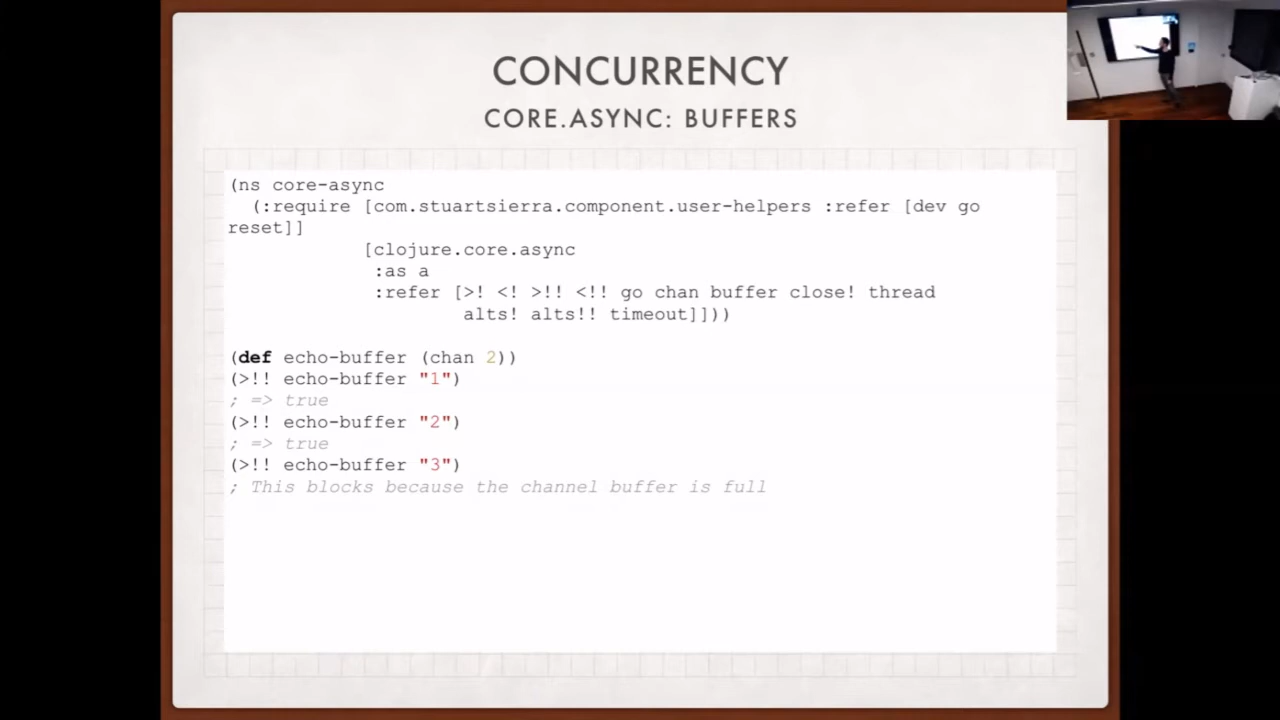 CONCURRENCY
CORE.ASYNC: BUFFERS
(ns core-async
  (:require [com.stuartsierra.component.user-helpers :refer [dev go
reset]]
            [clojure.core.async
             :as a
             :refer [>! <! >!! <!! go chan buffer close! thread
                     alts! alts!! timeout]]))
(def echo-buffer (chan 2))
(>!! echo-buffer "1")
; => true
(>!! echo-buffer "2")
; => true
(>!! echo-buffer "3")
; This blocks because the channel buffer is full